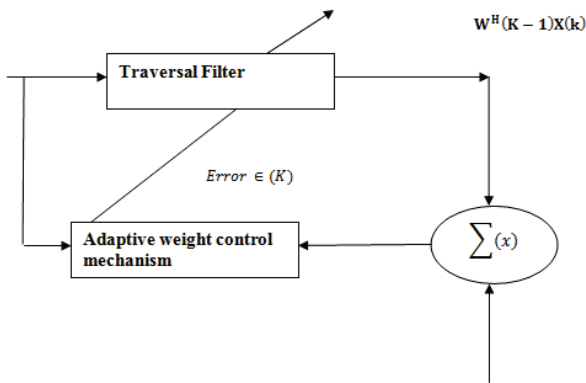 W^H(K − 1)X(k)
Traversal Filter
Error ∈ (K)
Adaptive weight control
mechanism
∑(x)